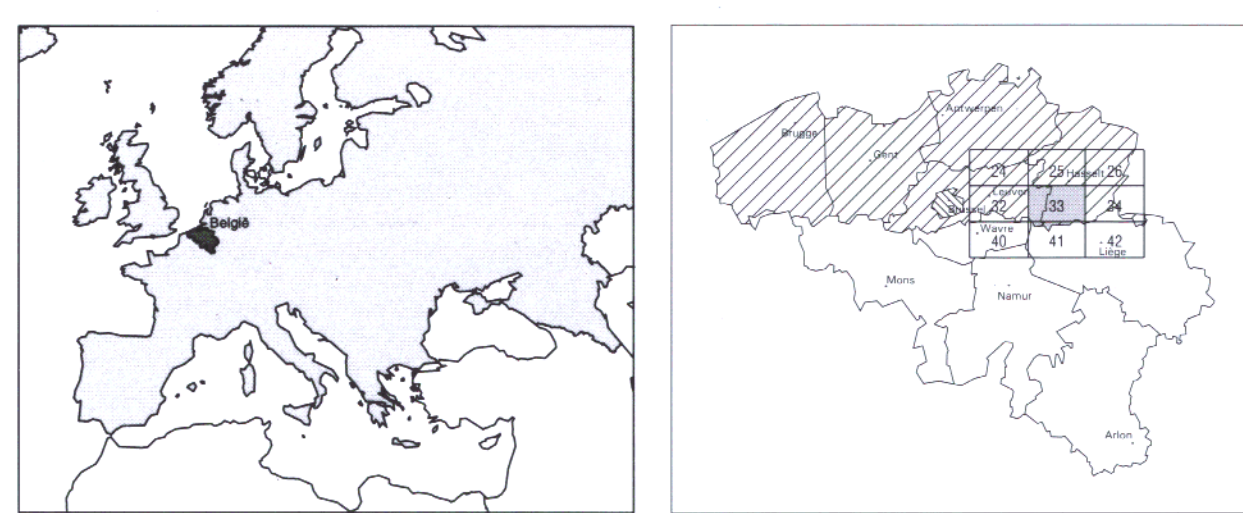 België
Antwerpen
Brugge
Gent
24 25 Hasselt 26
Leuven
Brussel 32 33 34
Wavre
40 41 42
Liège
Mons
Namur
Arlon